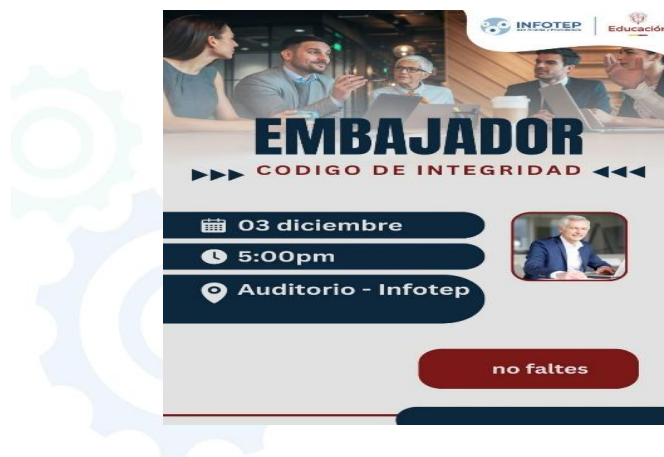 INFOTEP
Educación
EMBAJADOR
CODIGO DE INTEGRIDAD
03 diciembre
5:00pm
Auditorio - Infotep
no faltes